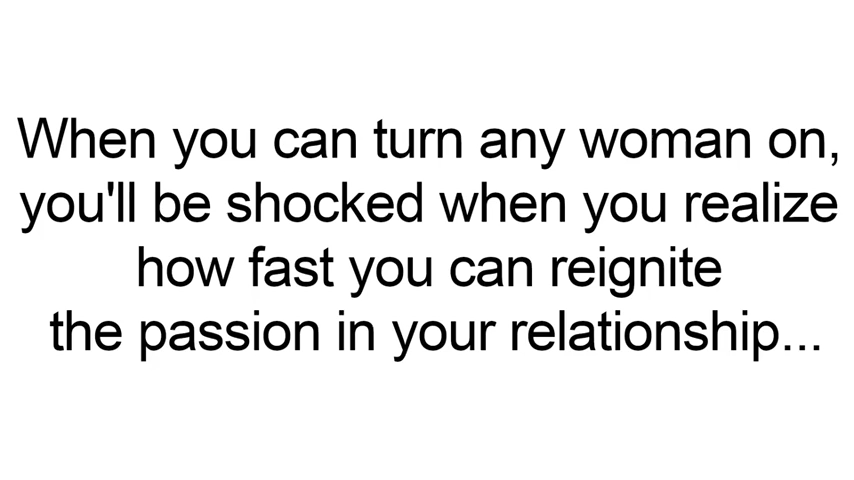 When you can turn any woman on,
you'll be shocked when you realize
how fast you can reignite
the passion in your relationship...